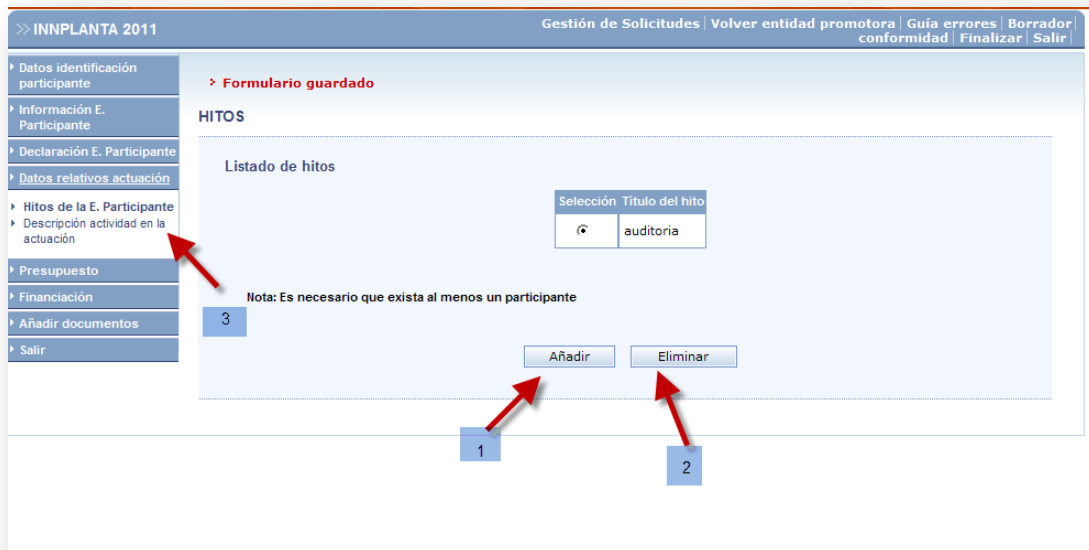 INNPLANTA 2011
Gestión de Solicitudes | Volver entidad promotora | Guía errores | Borrador |
conformidad | Finalizar | Salir |
Datos identificación
participante
Información E.
Participante
Declaración E. Participante
Datos relativos actuación
Hitos de la E. Participante
Descripción actividad en la
actuación
Presupuesto
Financiación
Añadir documentos
Salir
Formulario guardado
HITOS
Listado de hitos
Selección Título del hito
auditoria
Nota: Es necesario que exista al menos un participante
3
Añadir Eliminar
1
2